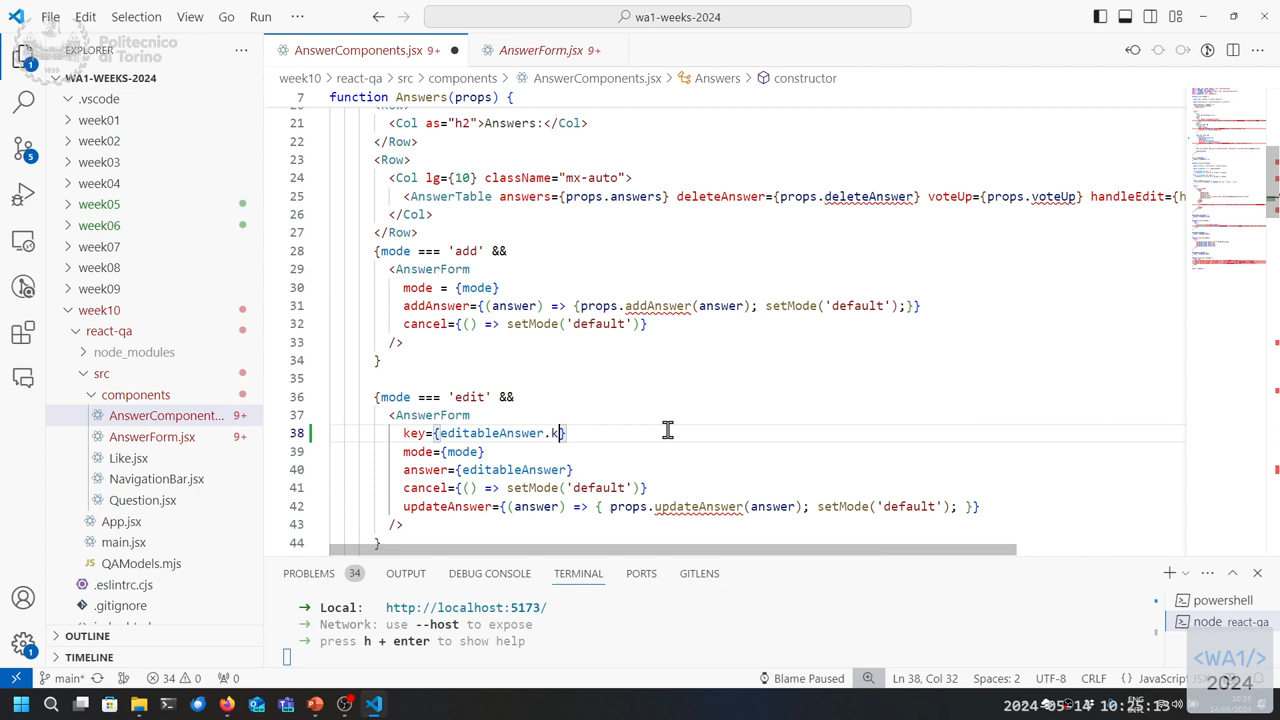 File Edit Selection View Go Run
wa1-weeks-2024
Politecnico
di Torino
EXPLORER
AnswerComponents.jsx 9+
AnswerForm.jsx 9+
WA1-WEEKS-2024
.vscode
week01
week02
week03
week04
week05
week06
week07
week08
week09
week10
react-qa
node_modules
src
components
AnswerComponent... 9+
AnswerForm.jsx 9+
Like.jsx
NavigationBar.jsx
Question.jsx
App.jsx
main.jsx
QAModels.mjs
.eslintrc.cjs
.gitignore
OUTLINE
TIMELINE
week10 > react-qa > src > components > AnswerComponents.jsx > Answers > constructor
7 function Answers(props) {
21 <Col as="h2">Answers:</Col>
22 </Row>
23 <Row>
24 <Col lg={10} className="mx-auto">
25 <AnswerTable answers={props.answers} deleteAnswer={props.deleteAnswer} voteUp={props.voteUp} handleEdit={h
26 </Col>
27 </Row>
28 {mode === 'add' &&
29 <AnswerForm
30 mode = {mode}
31 addAnswer={(answer) => {props.addAnswer(answer); setMode('default');}}
32 cancel={() => setMode('default')}
33 />
34 }
35
36 {mode === 'edit' &&
37 <AnswerForm
38 key={editableAnswer.k}
39 mode={mode}
40 answer={editableAnswer}
41 cancel={() => setMode('default')}
42 updateAnswer={(answer) => { props.updateAnswer(answer); setMode('default'); }}
43 />
44 }
PROBLEMS 34 OUTPUT DEBUG CONSOLE TERMINAL PORTS GITLENS
➜ Local: http://localhost:5173/
➜ Network: use --host to expose
➜ press h + enter to show help
powershell
node react-qa
main* 34 0 0 Blame Paused Ln 38, Col 32 Spaces: 2 UTF-8 CRLF
<WA1/>
2024
ENG
10:25
14/05/2024